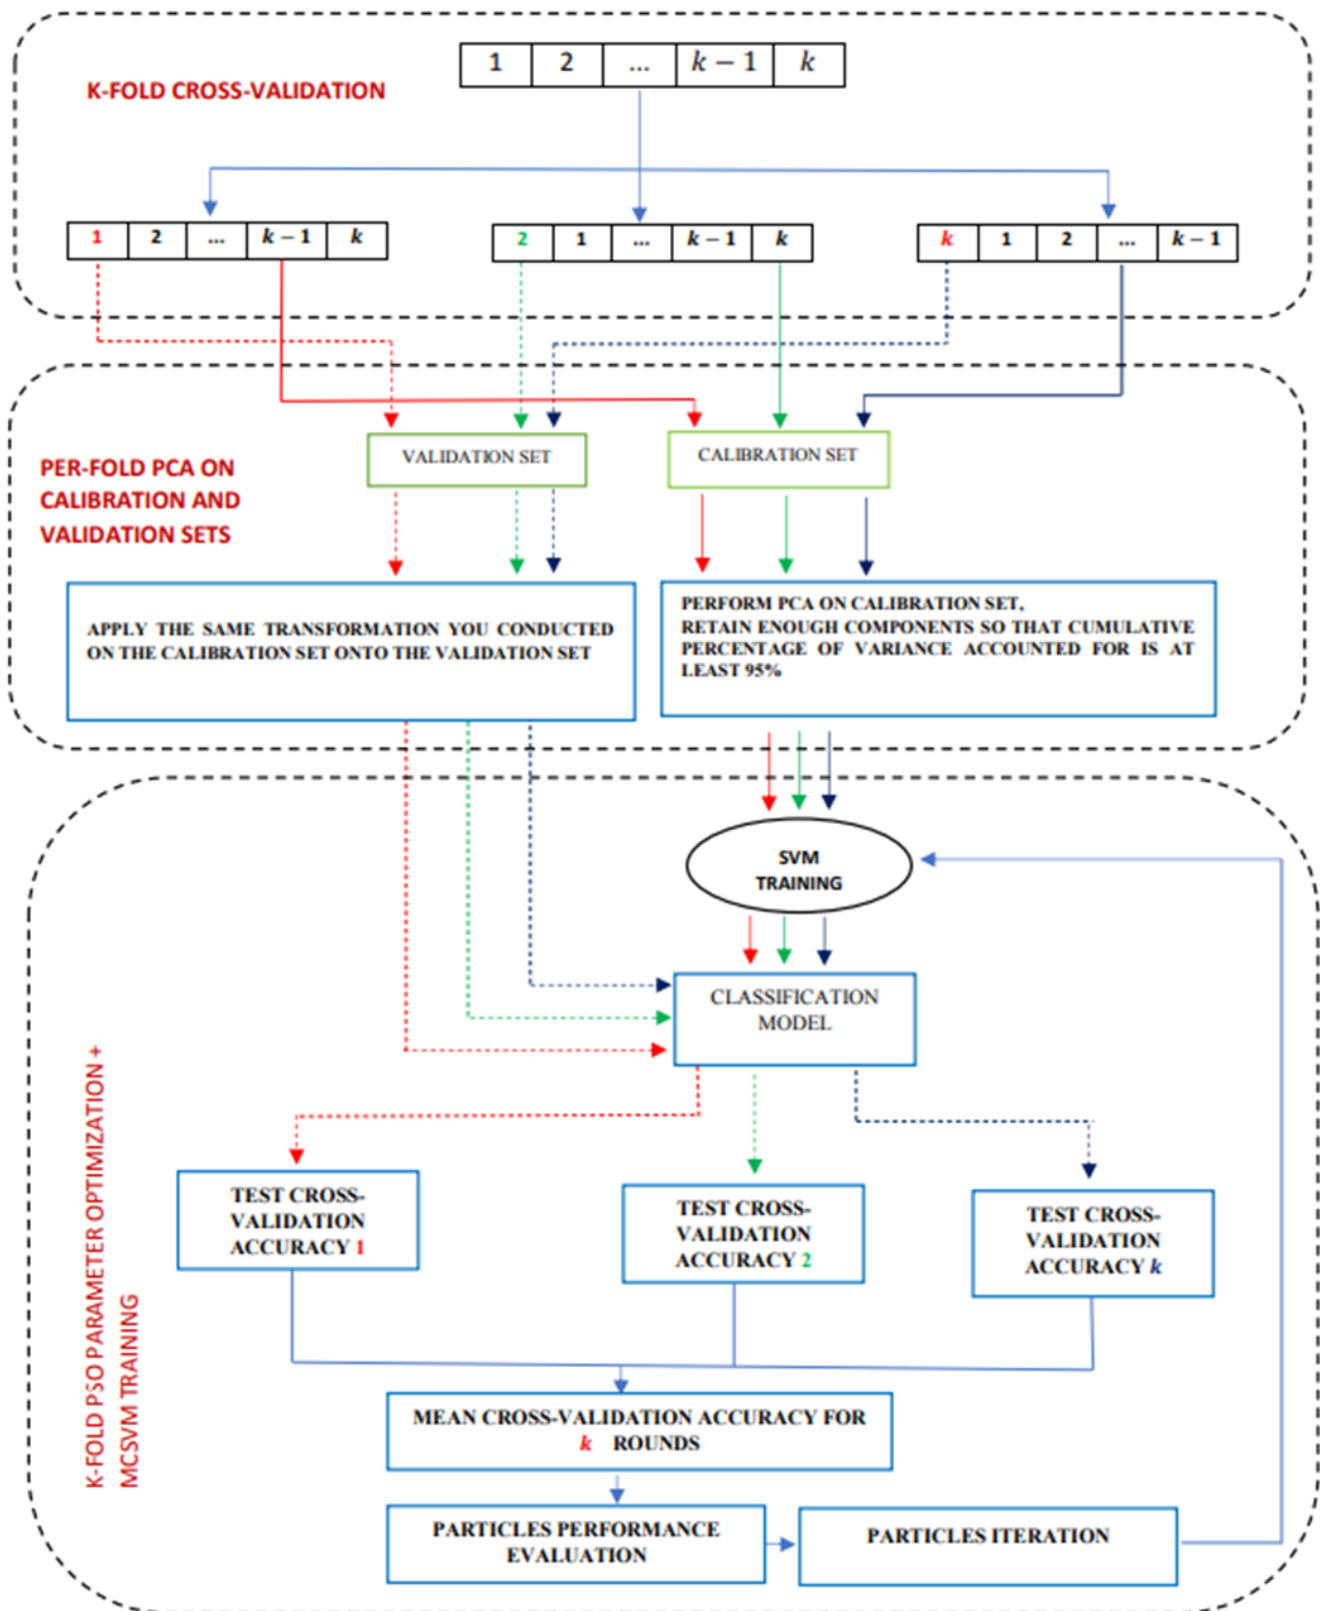 1 2 ... k − 1 k
K-FOLD CROSS-VALIDATION
1 2 ... k − 1 k
2 1 ... k − 1 k
k 1 2 ... k − 1
VALIDATION SET
CALIBRATION SET
PER-FOLD PCA ON
CALIBRATION AND
VALIDATION SETS
APPLY THE SAME TRANSFORMATION YOU CONDUCTED
ON THE CALIBRATION SET ONTO THE VALIDATION SET
PERFORM PCA ON CALIBRATION SET,
RETAIN ENOUGH COMPONENTS SO THAT CUMULATIVE
PERCENTAGE OF VARIANCE ACCOUNTED FOR IS AT
LEAST 95%
SVM
TRAINING
CLASSIFICATION
MODEL
K-FOLD PSO PARAMETER OPTIMIZATION +
MCSVM TRAINING
TEST CROSS-
VALIDATION
ACCURACY 1
TEST CROSS-
VALIDATION
ACCURACY 2
TEST CROSS-
VALIDATION
ACCURACY k
MEAN CROSS-VALIDATION ACCURACY FOR
k ROUNDS
PARTICLES PERFORMANCE
EVALUATION
PARTICLES ITERATION